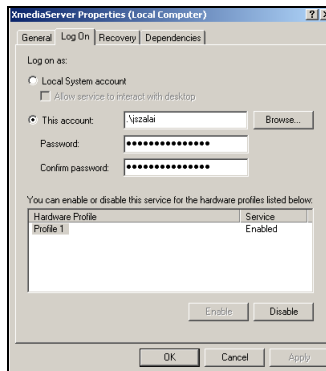 XmediaServer Properties (Local Computer)
General Log On Recovery Dependencies
Log on as:
Local System account
Allow service to interact with desktop
This account: .\jszalai Browse...
Password: •••••••••••••••
Confirm password: •••••••••••••••
You can enable or disable this service for the hardware profiles listed below:
Hardware Profile Service
Profile 1 Enabled
Enable Disable
OK Cancel Apply